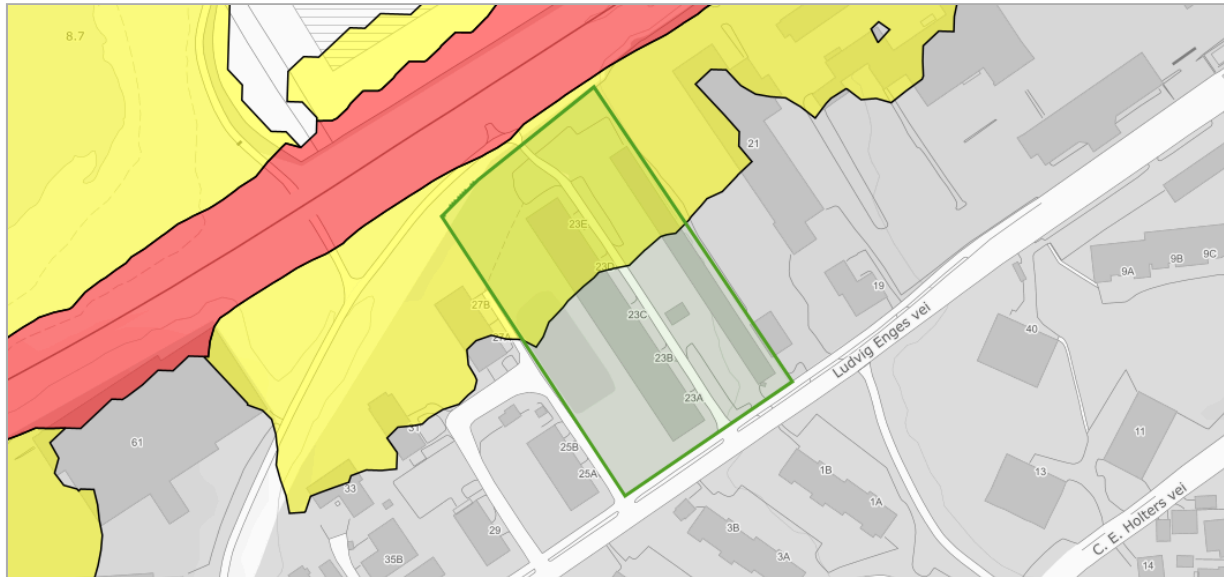 8.7
21
23E
23D
27B
27A
19
9A
9B
9C
23C
40
23B
Ludvig Enges vei
23A
31
61
25B
11
25A
1B
13
33
1A
29
3B
35B
3A
C. E. Holters vei
14